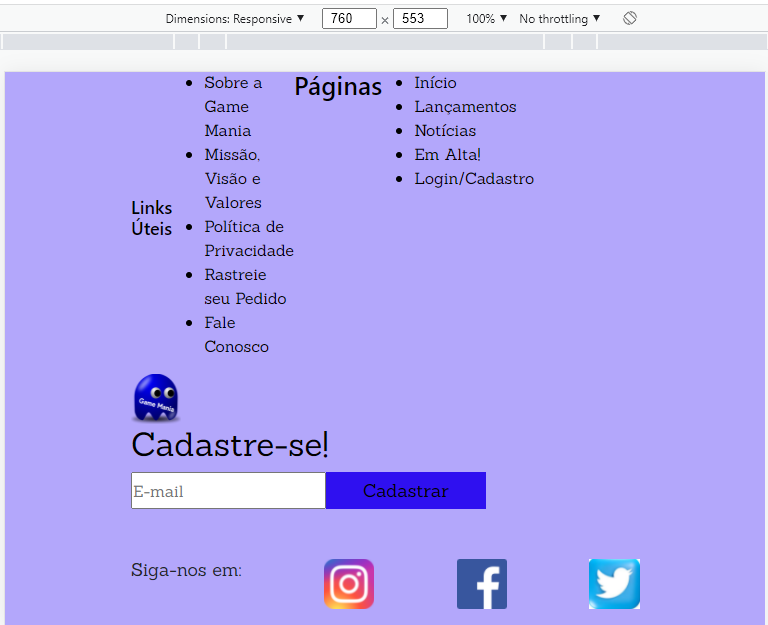 Dimensions: Responsive ▼ 760 × 553 100% ▼ No throttling ▼
Links
Úteis
Sobre a
Game
Mania
Missão,
Visão e
Valores
Política de
Privacidade
Rastreie
seu Pedido
Fale
Conosco
Páginas
Início
Lançamentos
Notícias
Em Alta!
Login/Cadastro
Game Mania
Cadastre-se!
E-mail
Cadastrar
Siga-nos em: